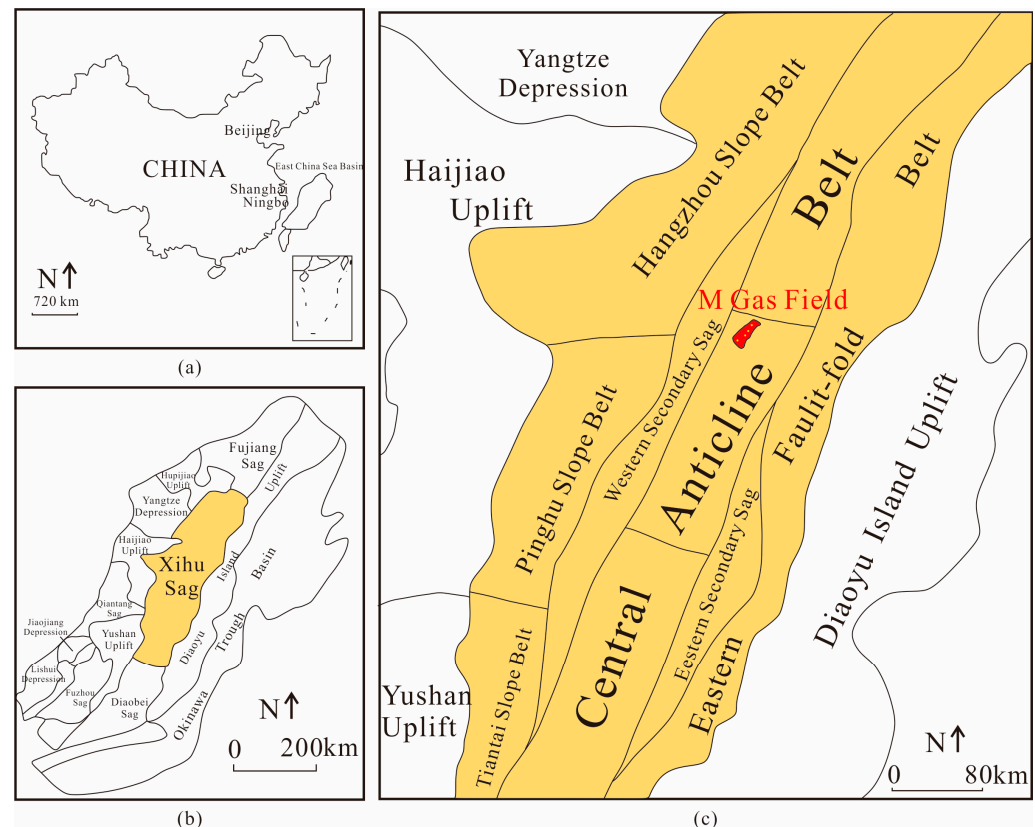 Beijing
CHINA
East China Sea Basin
Shanghai
Ningbo
N
720 km
(a)
Fujiang
Sag
Hupijiao
Uplift
Uplift
Yangtze
Depression
Haijiao
Uplift
Xihu
Sag
Island
Basin
Qiantang
Sag
Jiaojiang
Depression
Yushan
Uplift
Diaoyu
Trough
Lishui
Depression
Fuzhou
Sag
Diaobei
Sag
Okinawa
N
0 200km
(b)
Yangtze
Depression
Haijiao
Uplift
Hangzhou Slope Belt
Belt
Belt
M Gas Field
Western Secondary Sag
Anticline
Faulit-fold
Pinghu Slope Belt
Diaoyu Island Uplift
Eestern Secondary Sag
Central
Eastern
Yushan
Uplift
Tiantai Slope Belt
N
0 80km
(c)